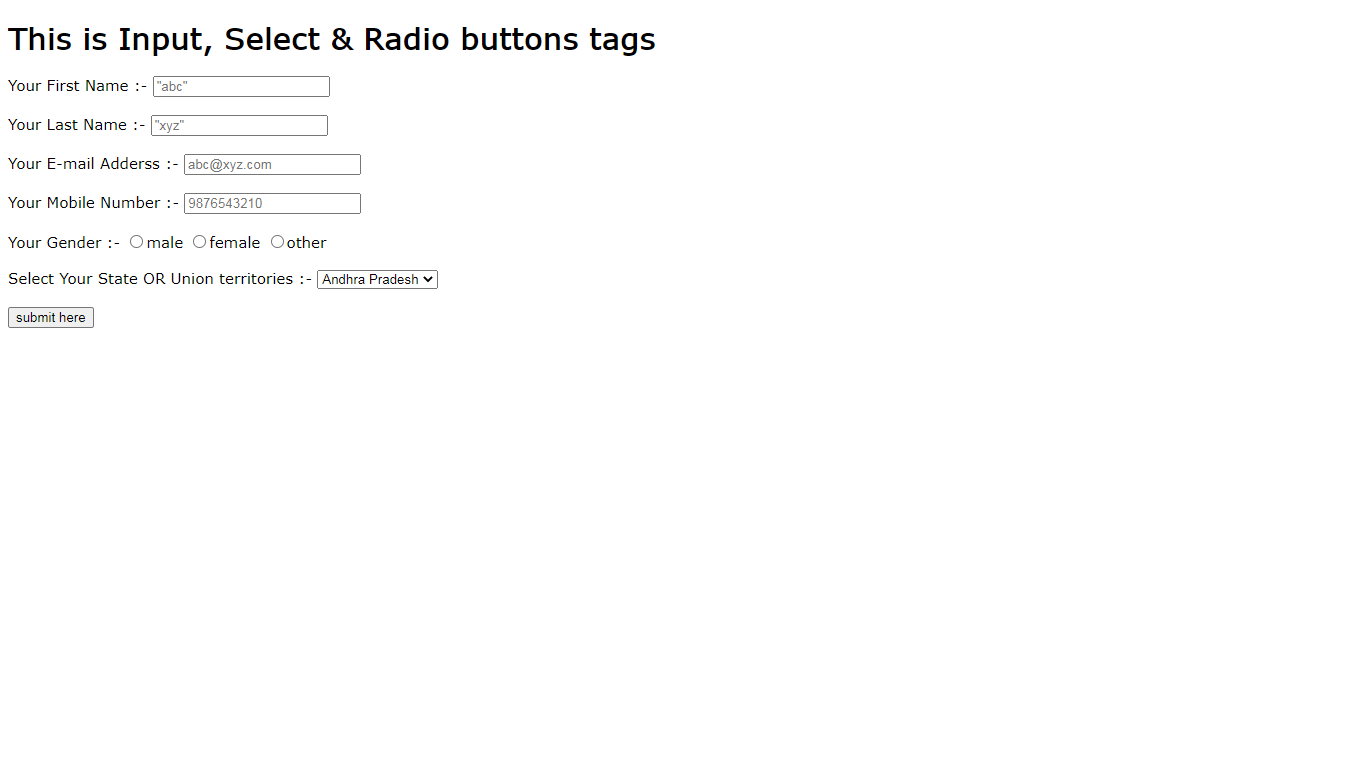 This is Input, Select & Radio buttons tags
Your First Name :- "abc"
Your Last Name :- "xyz"
Your E-mail Adderss :- abc@xyz.com
Your Mobile Number :- 9876543210
Your Gender :- male female other
Select Your State OR Union territories :- Andhra Pradesh
submit here